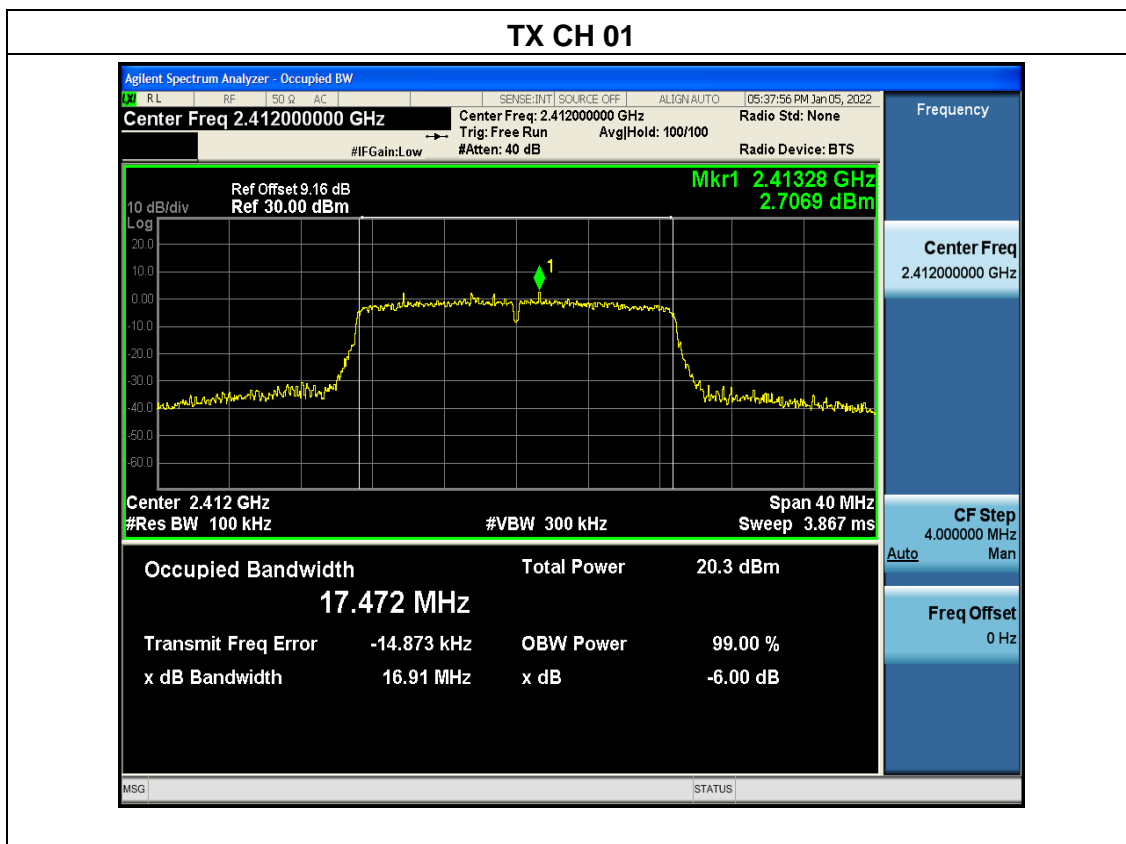 TX CH 01
Agilent Spectrum Analyzer - Occupied BW
LXI RL RF 50 Ω AC SENSE:INT SOURCE OFF ALIGN AUTO 05:37:56 PM Jan 05, 2022
Center Freq 2.412000000 GHz
Center Freq: 2.412000000 GHz
Radio Std: None
Trig: Free Run Avg|Hold: 100/100
#IFGain:Low
#Atten: 40 dB
Radio Device: BTS
Frequency
Mkr1 2.41328 GHz
2.7069 dBm
Ref Offset 9.16 dB
10 dB/div Ref 30.00 dBm
Log
20.0
10.0
0.00
-10.0
-20.0
-30.0
-40.0
-50.0
-60.0
1
Center 2.412 GHz Span 40 MHz
#Res BW 100 kHz #VBW 300 kHz Sweep 3.867 ms
Center Freq
2.412000000 GHz
CF Step
4.000000 MHz
Auto Man
Freq Offset
0 Hz
Occupied Bandwidth Total Power 20.3 dBm
17.472 MHz
Transmit Freq Error -14.873 kHz OBW Power 99.00 %
x dB Bandwidth 16.91 MHz x dB -6.00 dB
MSG STATUS